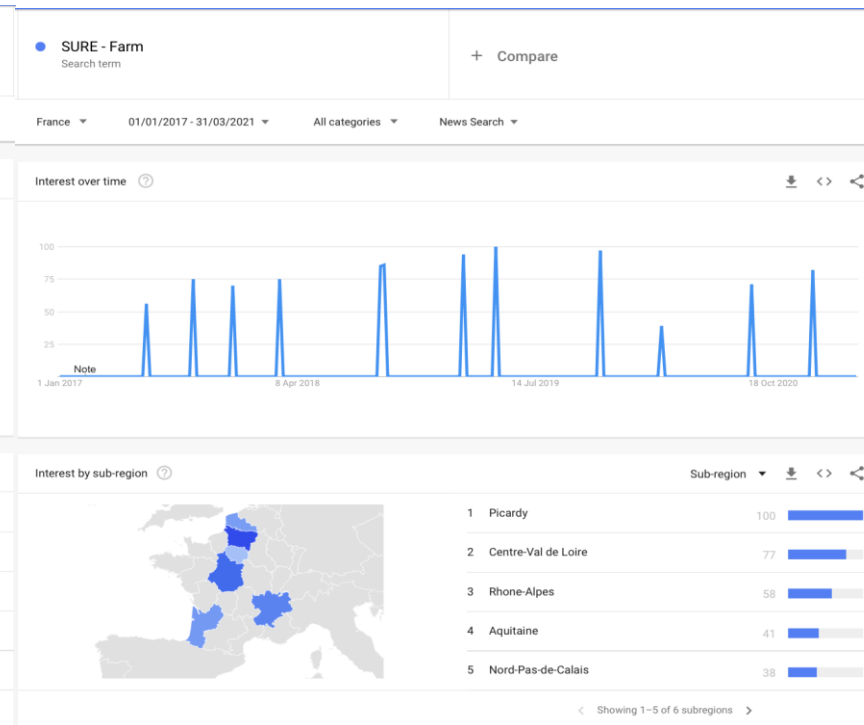 SURE - Farm
Search term
+ Compare
France
01/01/2017 - 31/03/2021
All categories
News Search
Interest over time ?
100
75
50
25
Note
1 Jan 2017
8 Apr 2018
14 Jul 2019
18 Oct 2020
Interest by sub-region ?
Sub-region
1 Picardy 100
2 Centre-Val de Loire 77
3 Rhone-Alpes 58
4 Aquitaine 41
5 Nord-Pas-de-Calais 38
Showing 1–5 of 6 subregions